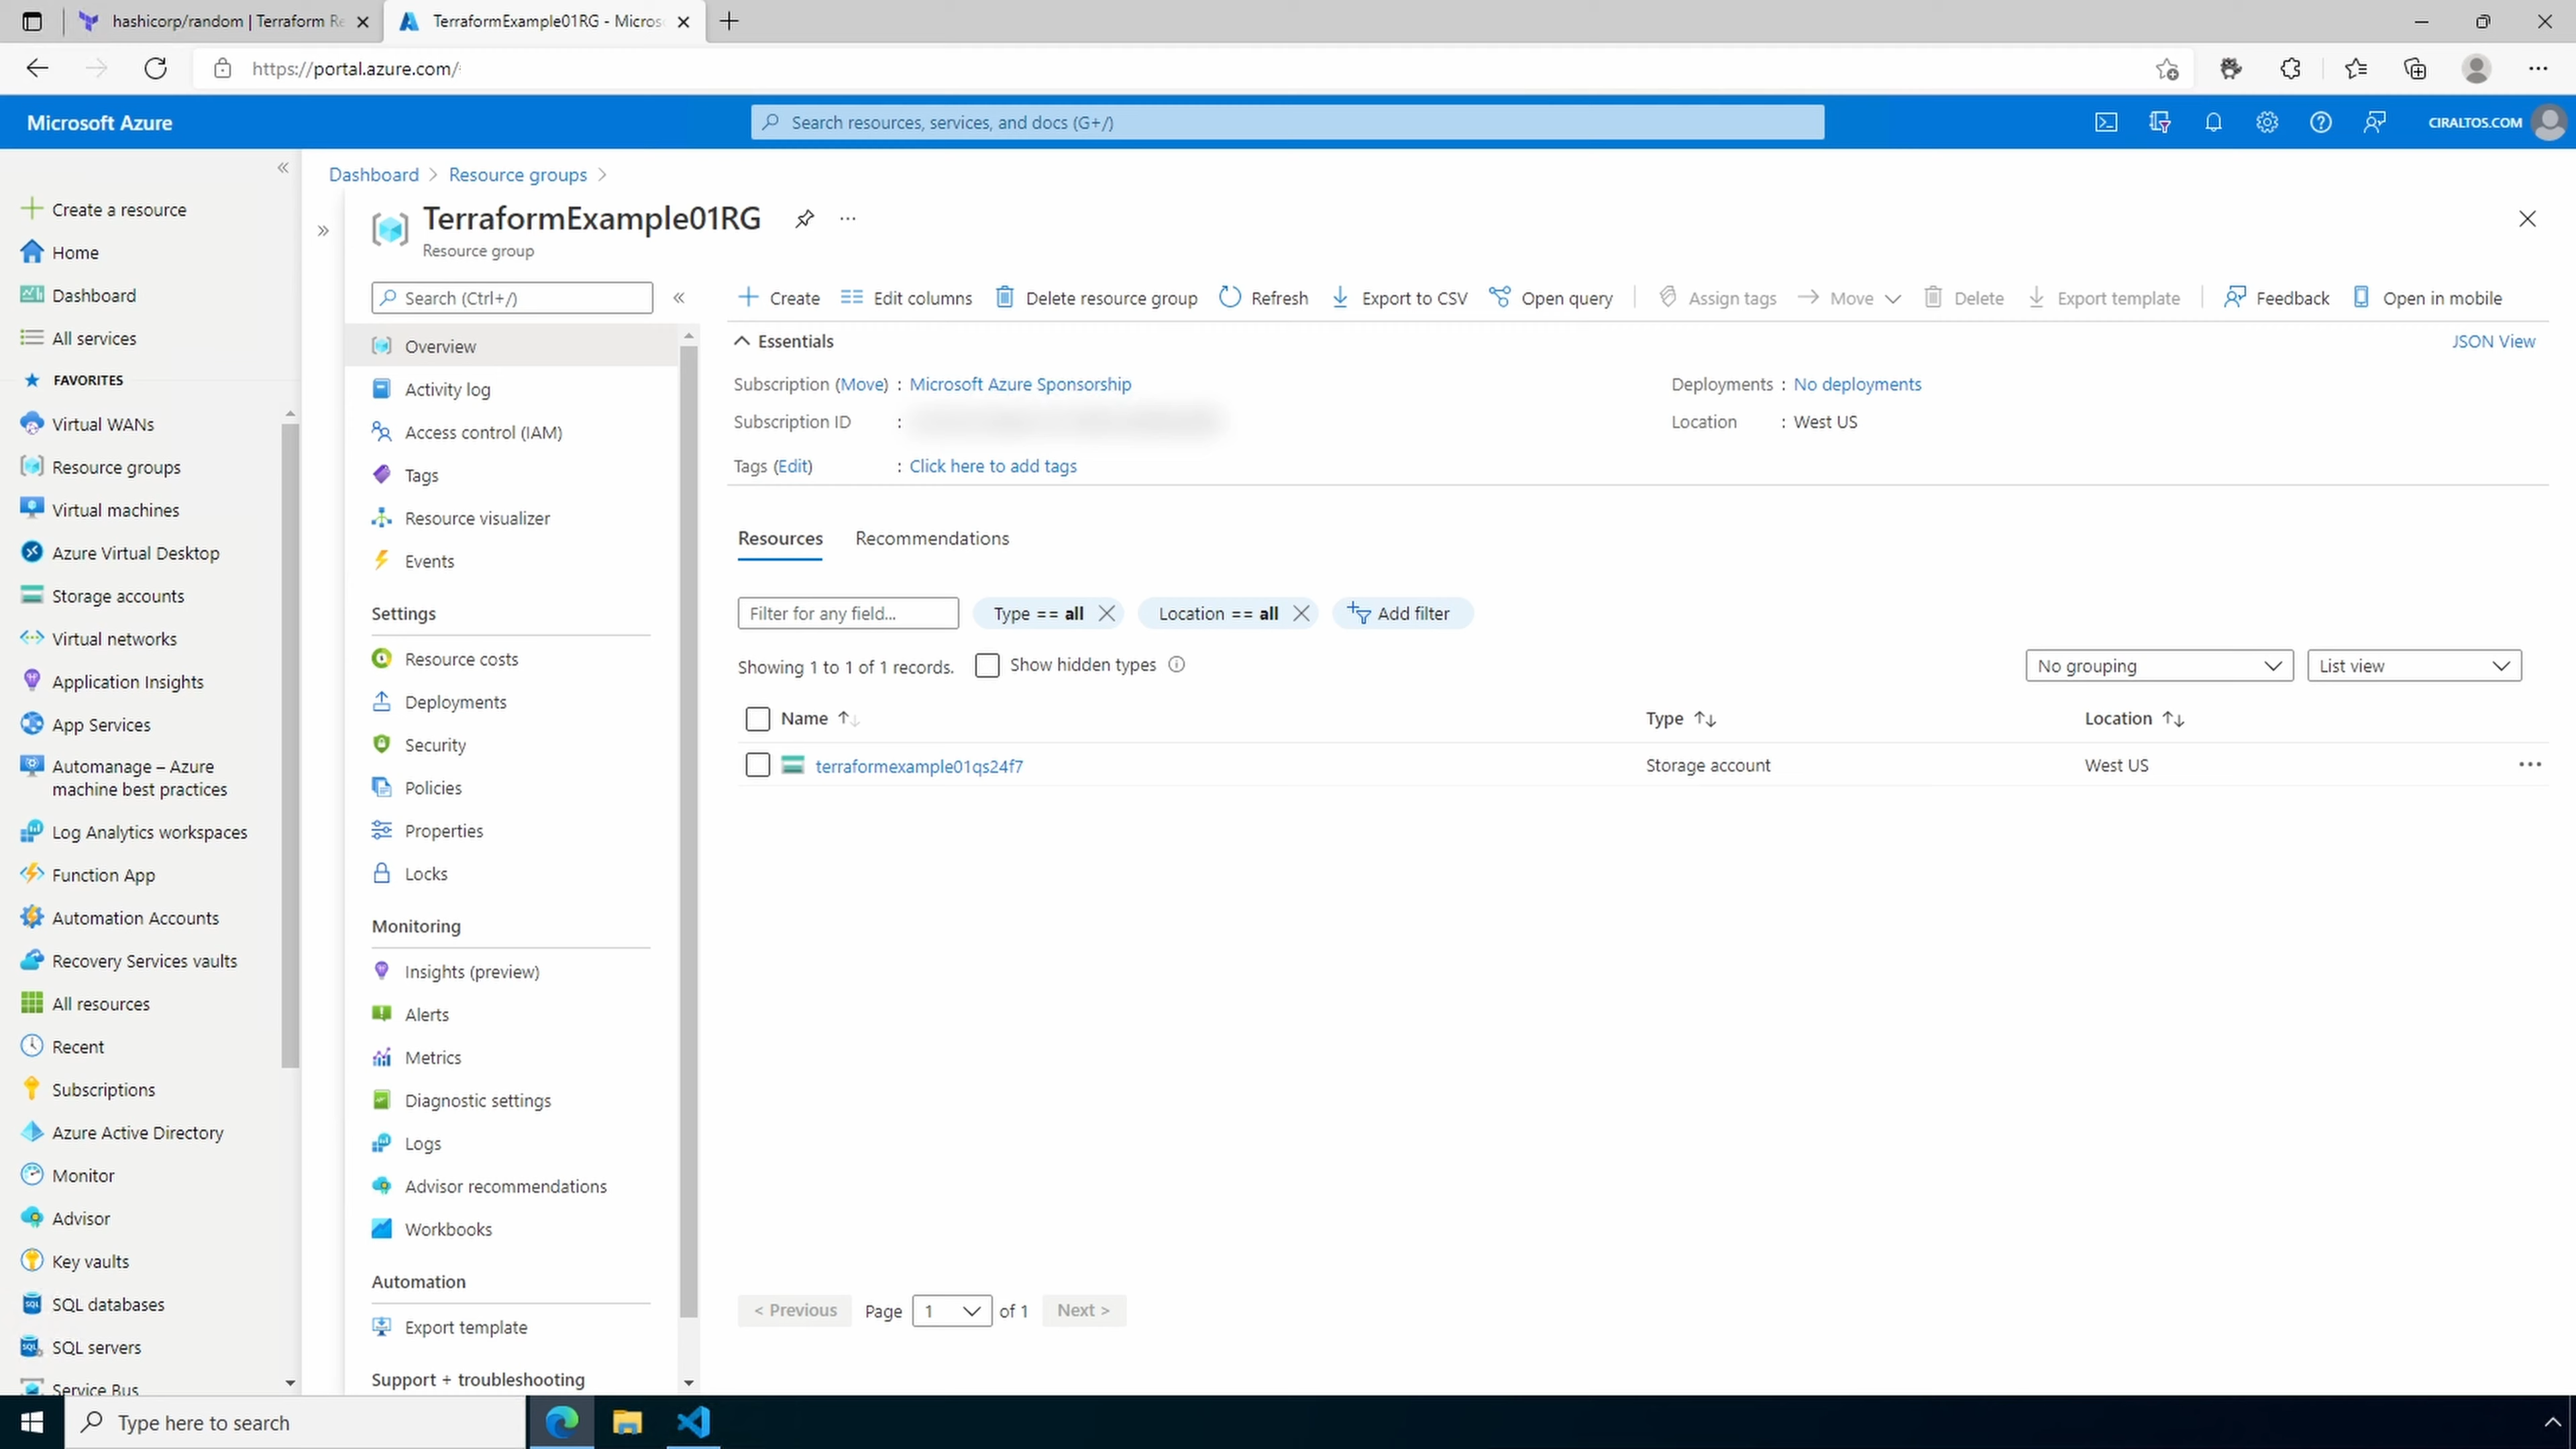 hashicorp/random | Terraform Re
TerraformExample01RG - Micros
https://portal.azure.com/
Microsoft Azure
Search resources, services, and docs (G+/)
CIRALTOS.COM
Create a resource
Home
Dashboard
All services
FAVORITES
Virtual WANs
Resource groups
Virtual machines
Azure Virtual Desktop
Storage accounts
Virtual networks
Application Insights
App Services
Automanage – Azure
machine best practices
Log Analytics workspaces
Function App
Automation Accounts
Recovery Services vaults
All resources
Recent
Subscriptions
Azure Active Directory
Monitor
Advisor
Key vaults
SQL databases
SQL servers
Service Bus
Dashboard > Resource groups >
TerraformExample01RG
Resource group
Search (Ctrl+/)
Overview
Activity log
Access control (IAM)
Tags
Resource visualizer
Events
Settings
Resource costs
Deployments
Security
Policies
Properties
Locks
Monitoring
Insights (preview)
Alerts
Metrics
Diagnostic settings
Logs
Advisor recommendations
Workbooks
Automation
Export template
Support + troubleshooting
Create Edit columns Delete resource group Refresh Export to CSV Open query Assign tags Move Delete Export template Feedback Open in mobile
Essentials
JSON View
Subscription (Move) : Microsoft Azure Sponsorship
Deployments : No deployments
Subscription ID :
Location : West US
Tags (Edit) : Click here to add tags
Resources Recommendations
Filter for any field... Type == all Location == all Add filter
Showing 1 to 1 of 1 records. Show hidden types No grouping List view
Name Type Location
terraformexample01qs24f7 Storage account West US
< Previous Page 1 of 1 Next >
Type here to search